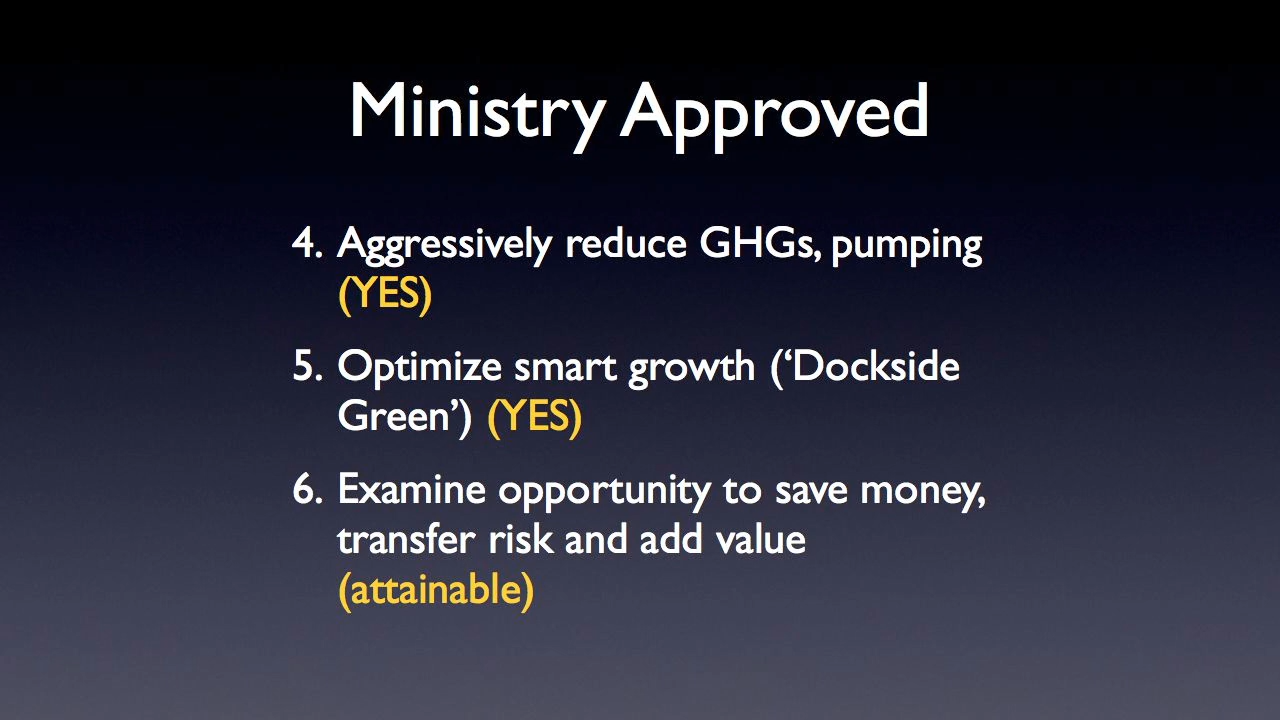 Ministry Approved
4. Aggressively reduce GHGs, pumping
(YES)
5. Optimize smart growth (‘Dockside
Green’) (YES)
6. Examine opportunity to save money,
transfer risk and add value
(attainable)